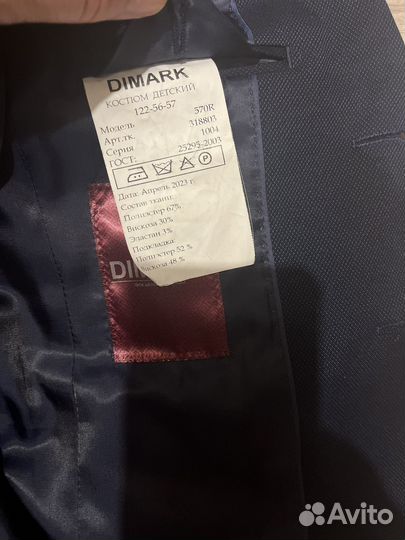 DIMARK
КОСТЮМ ДЕТСКИЙ
122-56-57
Модель 570R
Арт.тк. 318803
Серия 1004
ГОСТ: 25295-2003
P
Дата: Апрель 2023 г.
Состав ткани:
Полиэстер 67%
Вискоза 30%
Эластан 3%
Подкладка
Полиэстер 52 %
Вискоза 48 %
DIM
Avito